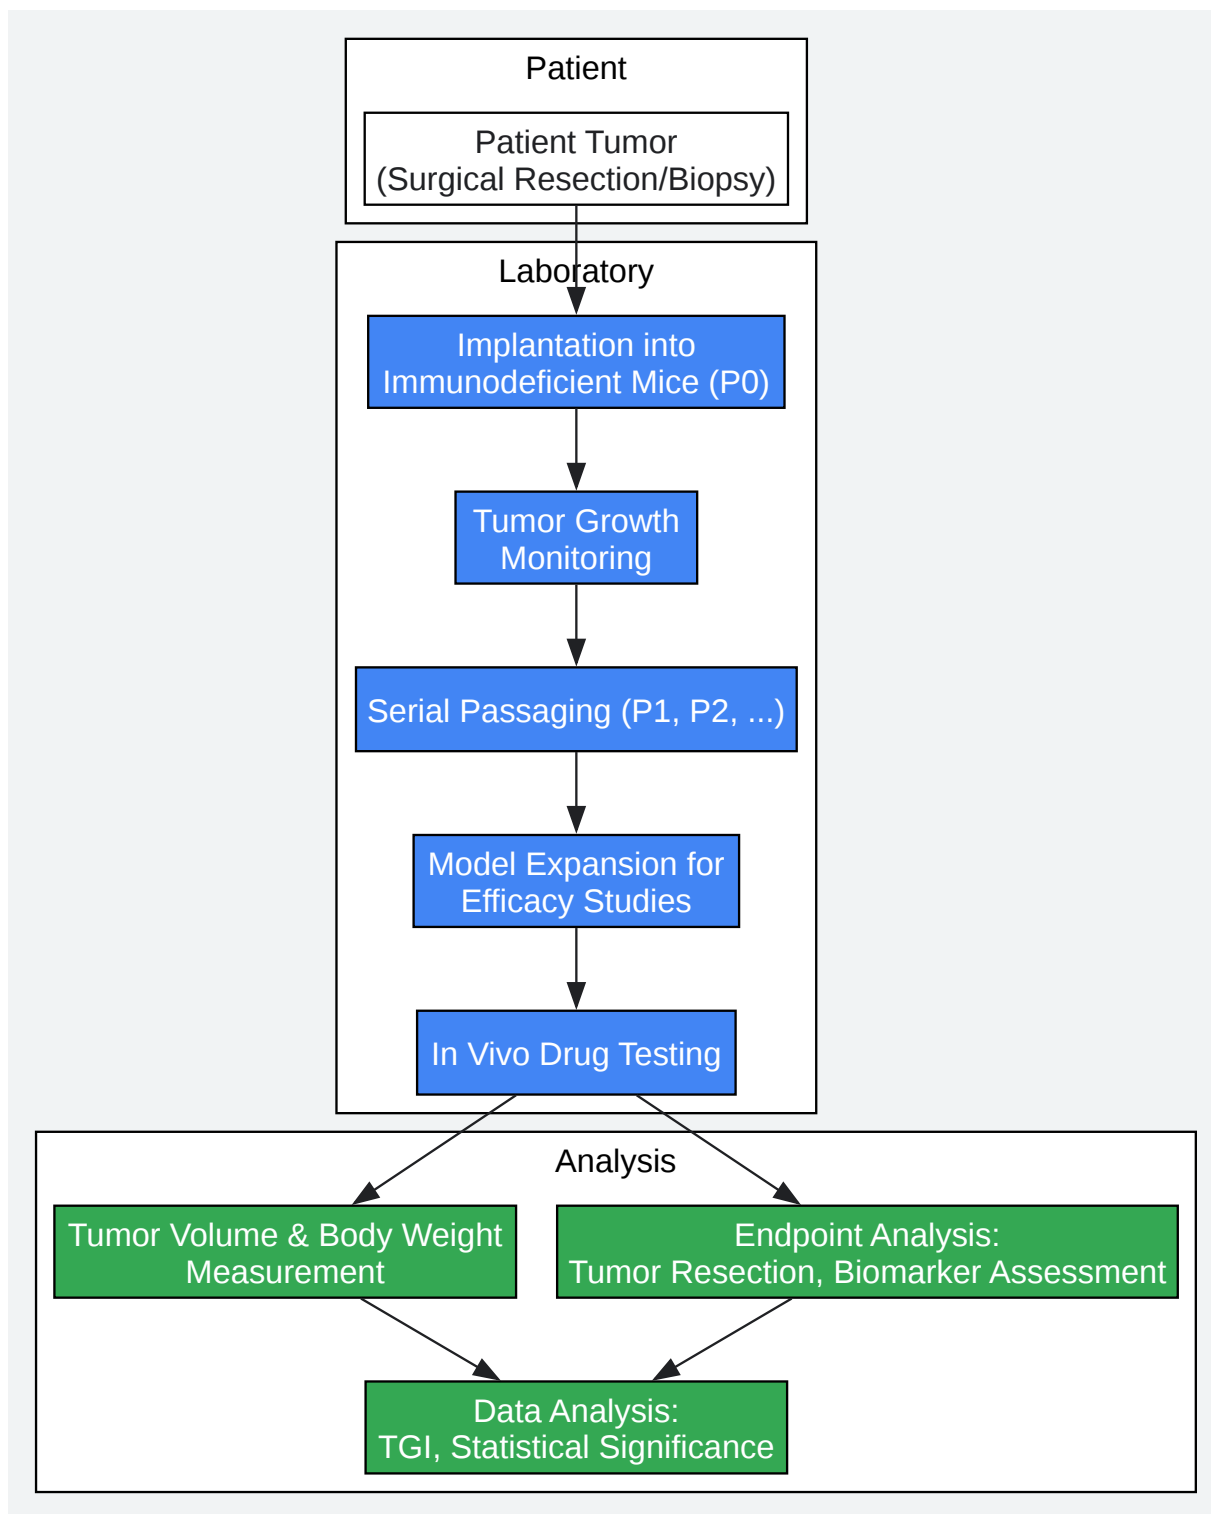 Patient
Patient Tumor
(Surgical Resection/Biopsy)
Laboratory
Implantation into
Immunodeficient Mice (P0)
Tumor Growth
Monitoring
Serial Passaging (P1, P2, ...)
Model Expansion for
Efficacy Studies
In Vivo Drug Testing
Analysis
Tumor Volume & Body Weight
Measurement
Endpoint Analysis:
Tumor Resection, Biomarker Assessment
Data Analysis:
TGI, Statistical Significance